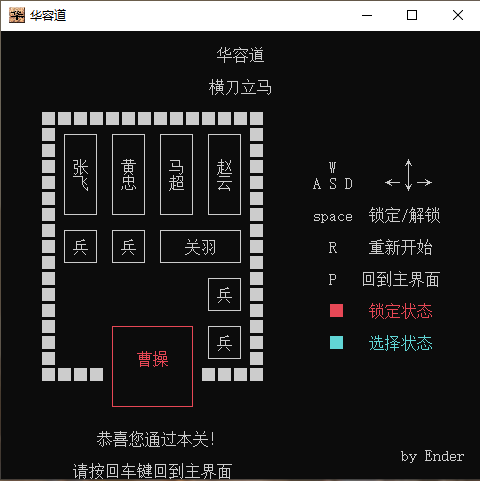 华容道
华容道
横刀立马
张飞 黄忠 马超 赵云
兵 兵 关羽
兵
兵
曹操
W
A S D ← ↕ →
space 锁定/解锁
R 重新开始
P 回到主界面
锁定状态
选择状态
恭喜您通过本关!
请按回车键回到主界面
by Ender